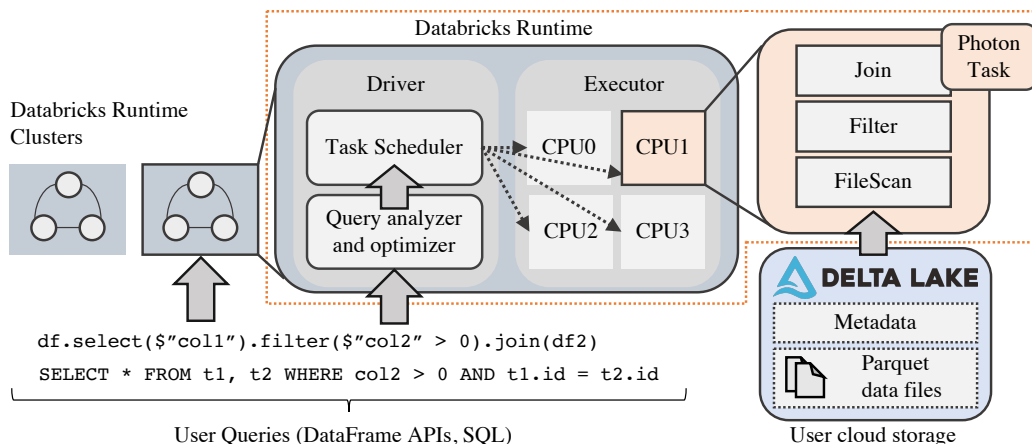 Databricks Runtime
Photon
Task
Driver
Executor
Join
Databricks Runtime
Clusters
Task Scheduler
CPU0
CPU1
Filter
FileScan
Query analyzer
and optimizer
CPU2
CPU3
DELTA LAKE
Metadata
Parquet
data files
df.select($”col1”).filter($”col2” > 0).join(df2)
SELECT * FROM t1, t2 WHERE col2 > 0 AND t1.id = t2.id
User Queries (DataFrame APIs, SQL)
User cloud storage